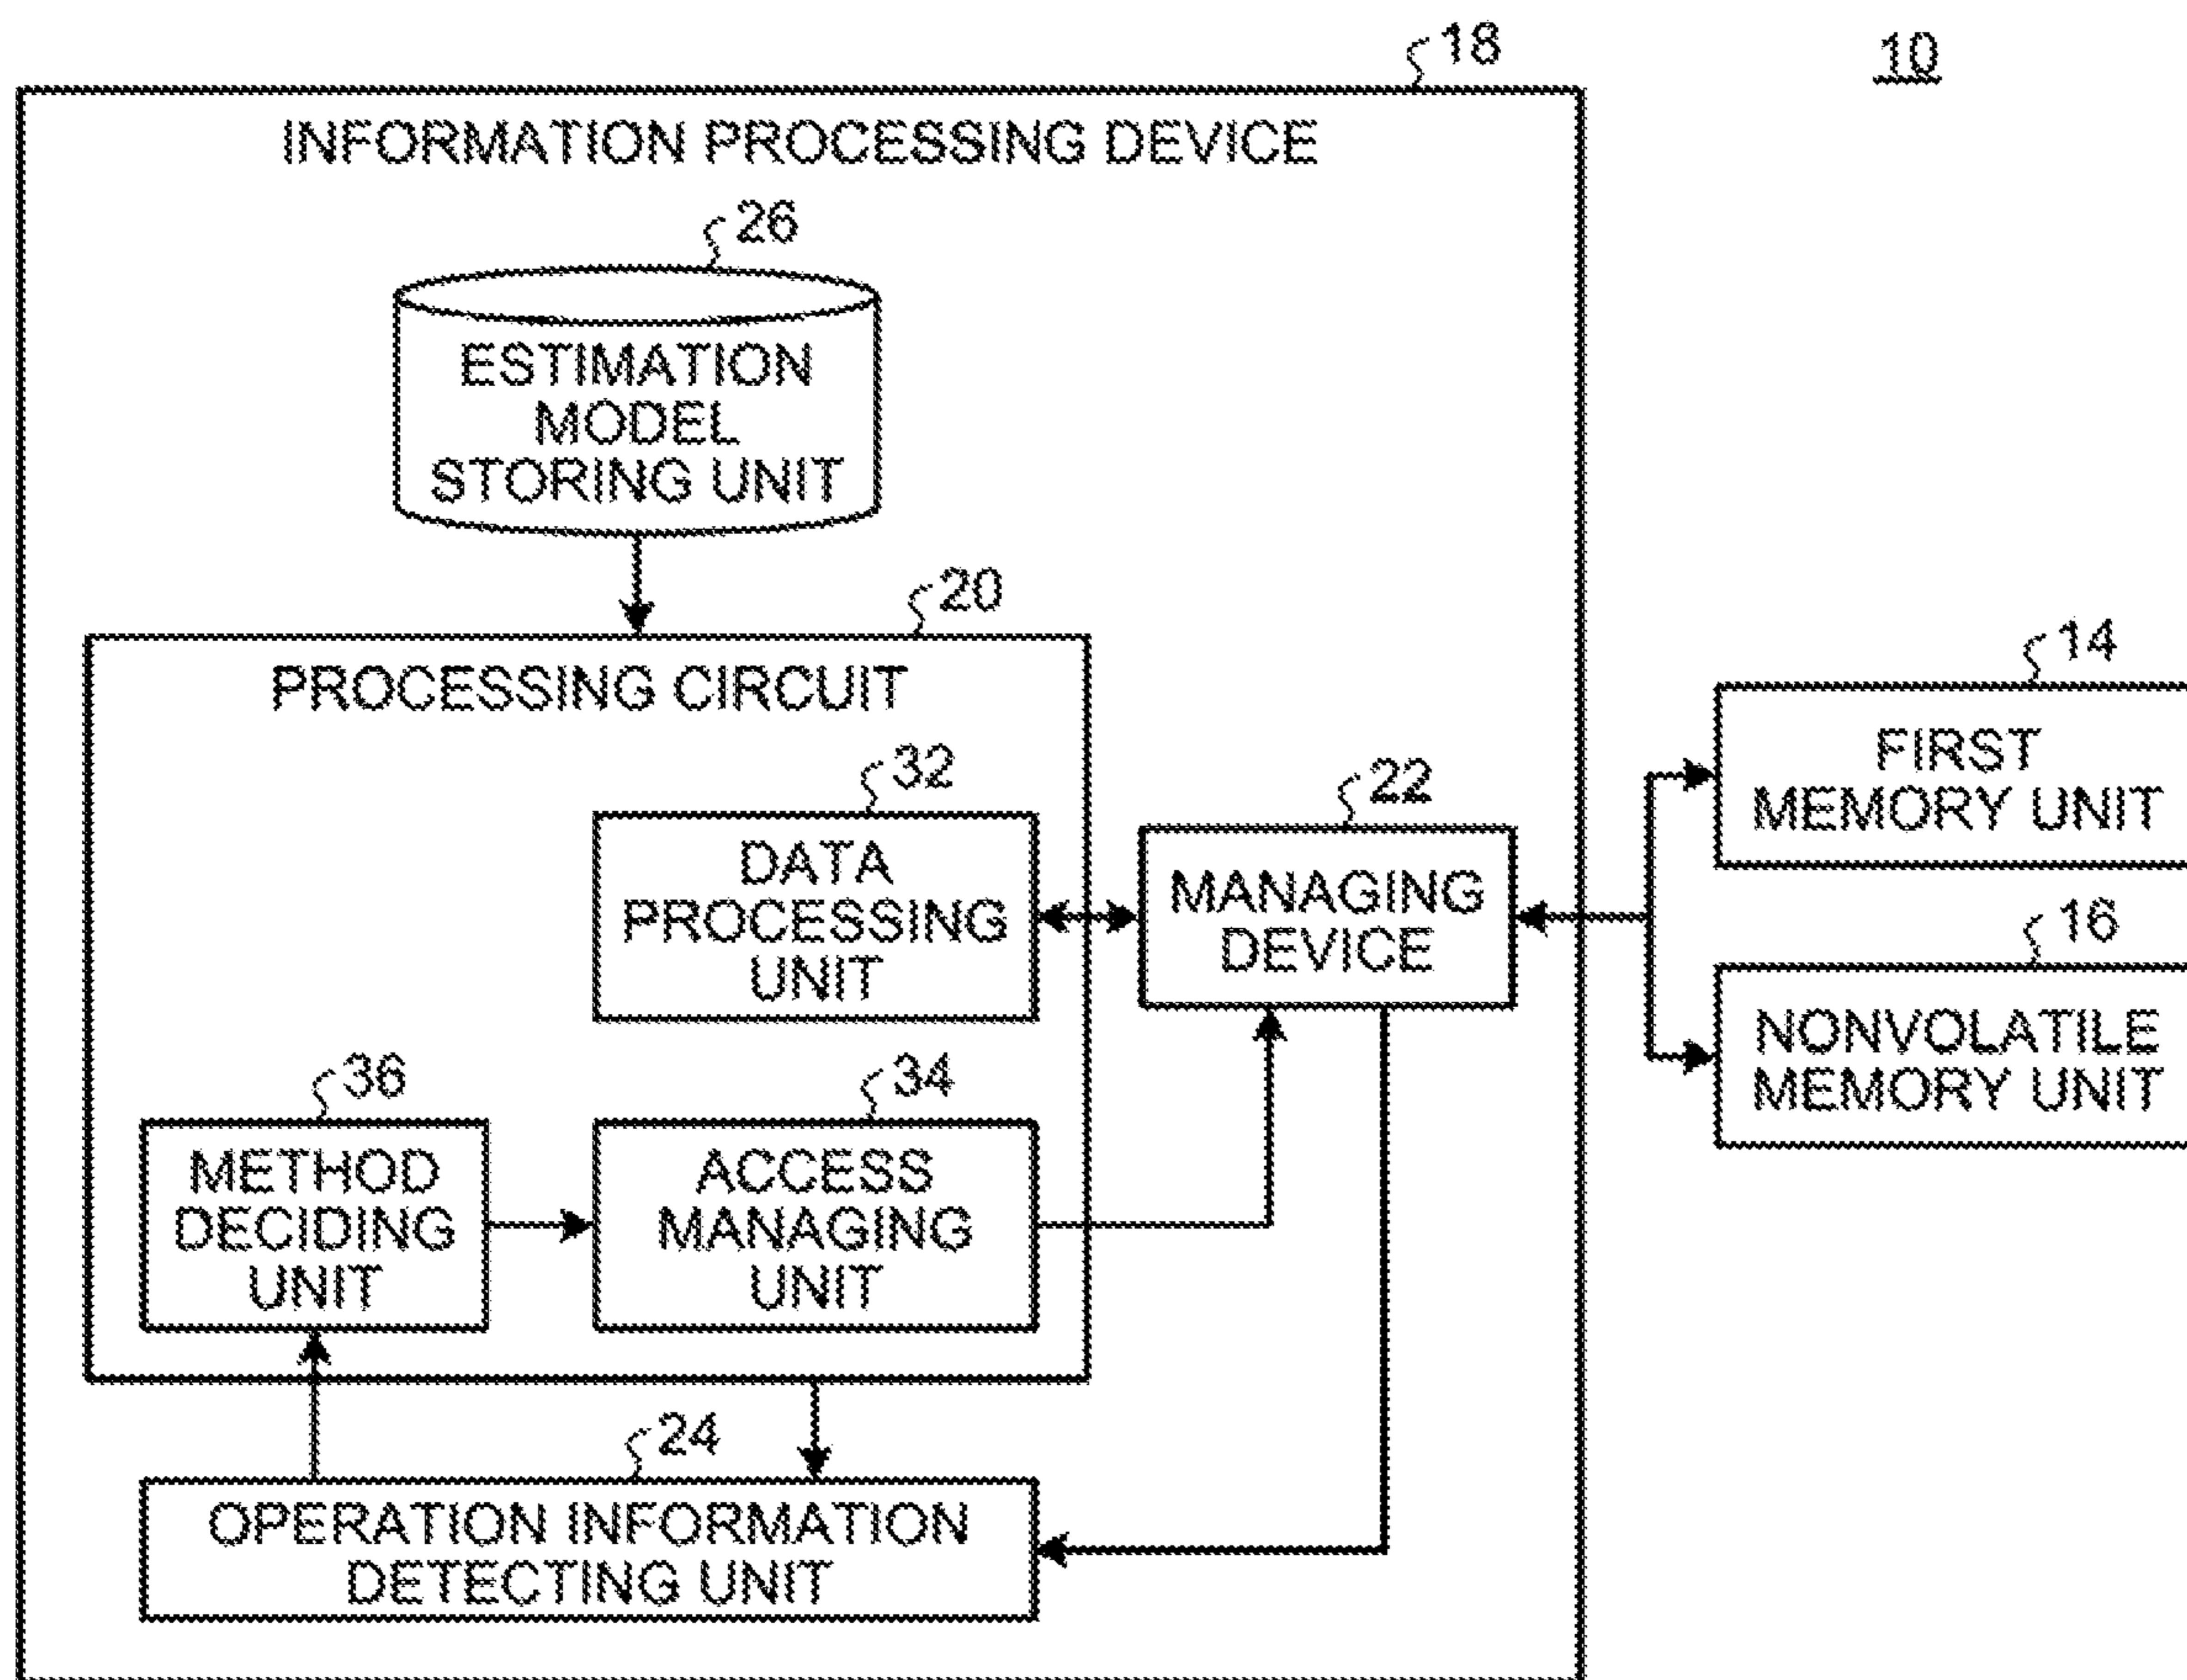 18
10
INFORMATION PROCESSING DEVICE
26
ESTIMATION
MODEL
STORING UNIT
20
PROCESSING CIRCUIT
14
FIRST
MEMORY UNIT
32
DATA
PROCESSING
UNIT
22
MANAGING
DEVICE
16
NONVOLATILE
MEMORY UNIT
36
METHOD
DECIDING
UNIT
34
ACCESS
MANAGING
UNIT
24
OPERATION INFORMATION
DETECTING UNIT